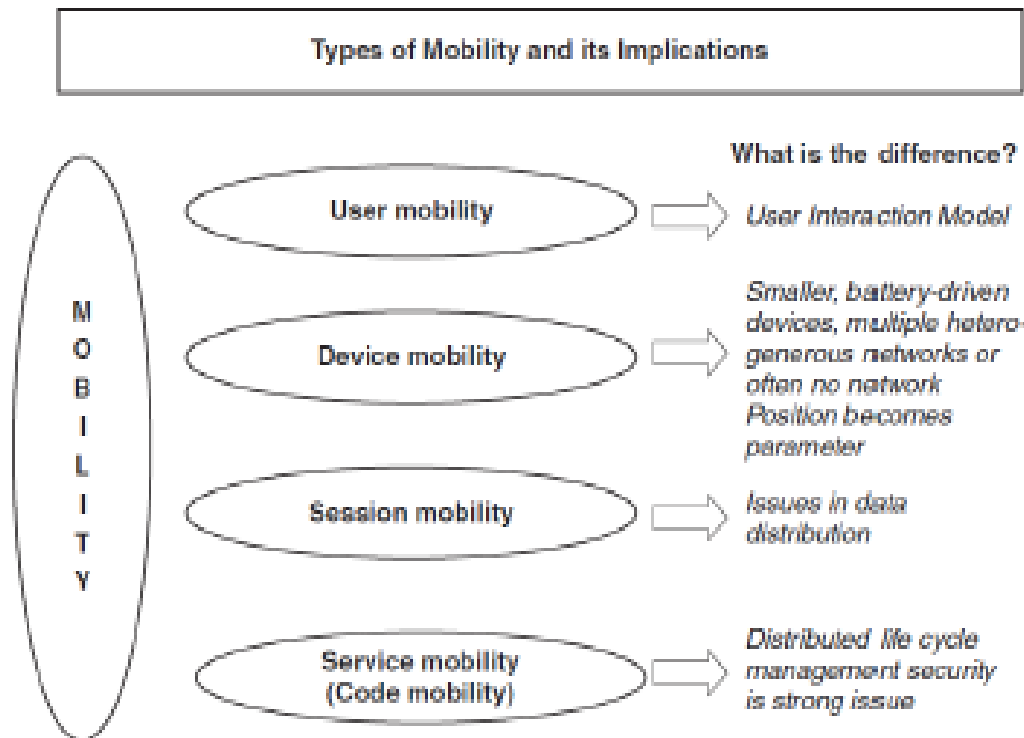 Types of Mobility and its Implications
What is the difference?
M
O
B
I
L
I
T
Y
User mobility
User Interaction Model
Device mobility
Smaller, battery-driven
devices, multiple hetero-
generous networks or
often no network
Position becomes
parameter
Session mobility
Issues in data
distribution
Service mobility
(Code mobility)
Distributed life cycle
management security
is strong issue